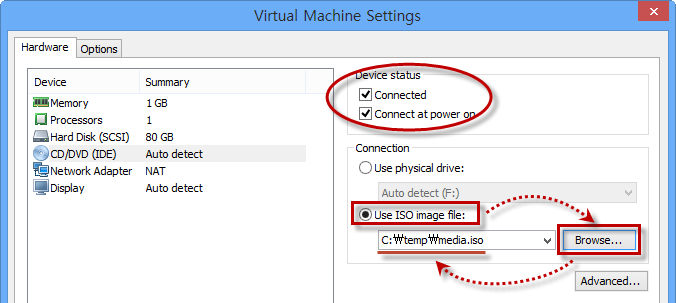 Virtual Machine Settings
Hardware Options
Device Summary
Memory 1 GB
Processors 1
Hard Disk (SCSI) 80 GB
CD/DVD (IDE) Auto detect
Network Adapter NAT
Display Auto detect
Device status
Connected
Connect at power on
Connection
Use physical drive:
Auto detect (F:)
Use ISO image file:
C:₩temp₩media.iso
Browse...
Advanced...